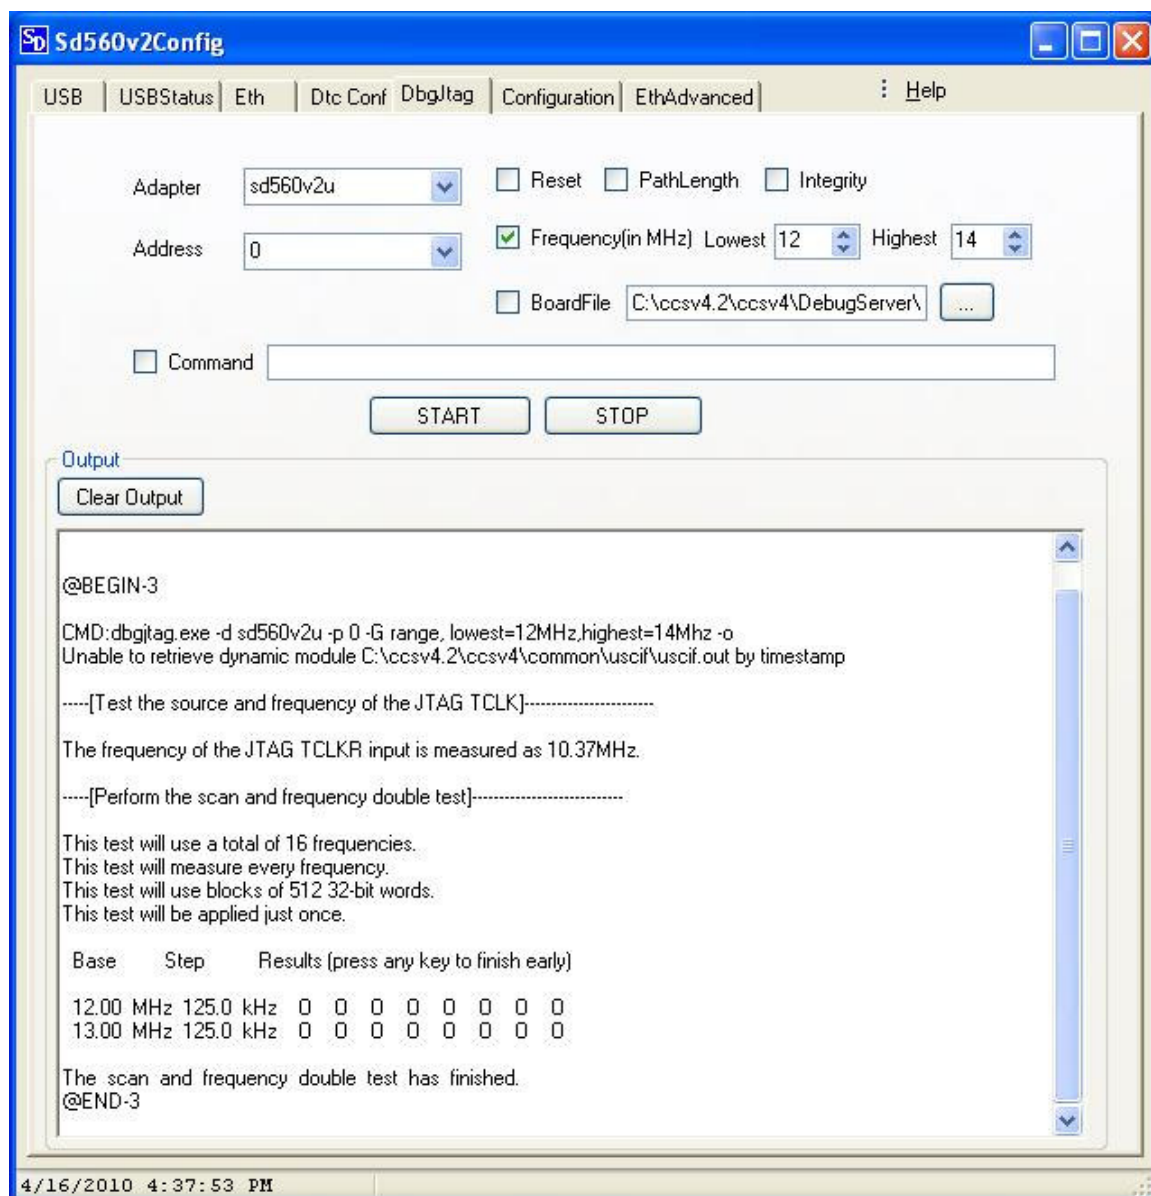 SD Sd560v2Config
USB USBStatus Eth Dtc Conf DbgJtag Configuration EthAdvanced Help
Adapter sd560v2u Reset PathLength Integrity
Address 0 Frequency(in MHz) Lowest 12 Highest 14
BoardFile C:\ccsv4.2\ccsv4\DebugServer\ ...
Command
START STOP
Output
Clear Output
@BEGIN-3
CMD:dbgjtag.exe -d sd560v2u -p 0 -G range, lowest=12MHz,highest=14Mhz -o
Unable to retrieve dynamic module C:\ccsv4.2\ccsv4\common\uscif\uscif.out by timestamp
-----[Test the source and frequency of the JTAG TCLK]------------------------
The frequency of the JTAG TCLKR input is measured as 10.37MHz.
-----[Perform the scan and frequency double test]----------------------------
This test will use a total of 16 frequencies.
This test will measure every frequency.
This test will use blocks of 512 32-bit words.
This test will be applied just once.
Base Step Results (press any key to finish early)
12.00 MHz 125.0 kHz 0 0 0 0 0 0 0 0
13.00 MHz 125.0 kHz 0 0 0 0 0 0 0 0
The scan and frequency double test has finished.
@END-3
4/16/2010 4:37:53 PM